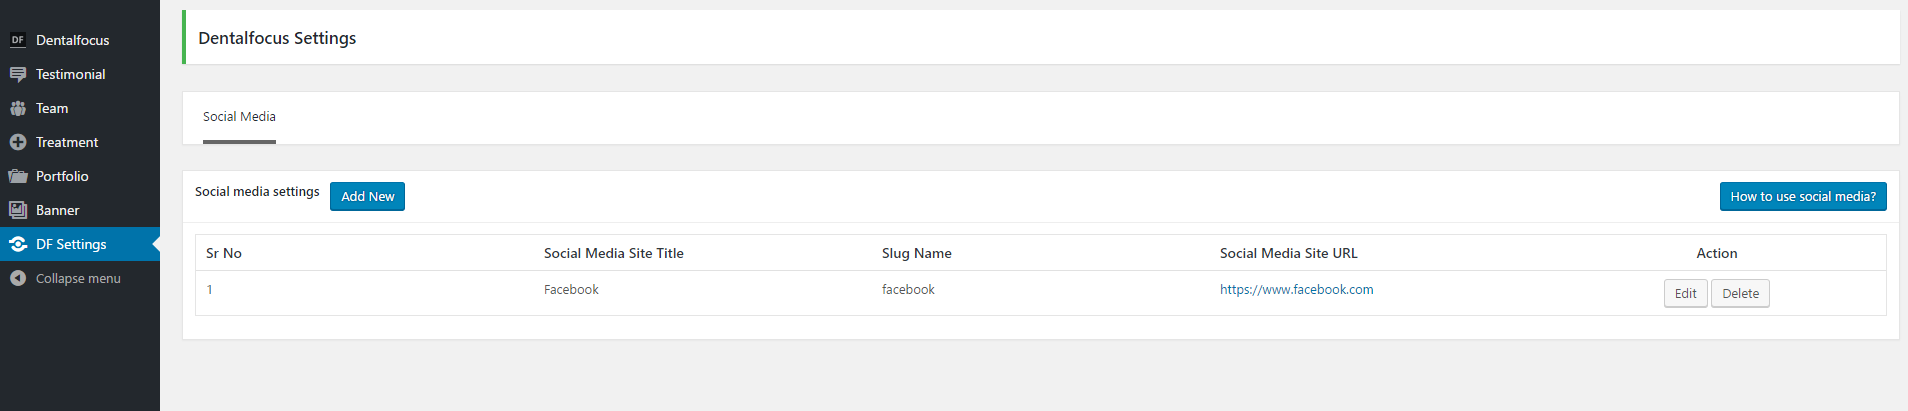 DF Dentalfocus
Testimonial
Team
Treatment
Portfolio
Banner
DF Settings
Collapse menu
Dentalfocus Settings
Social Media
Social media settings Add New How to use social media?
Sr No Social Media Site Title Slug Name Social Media Site URL Action
1 Facebook facebook https://www.facebook.com Edit Delete